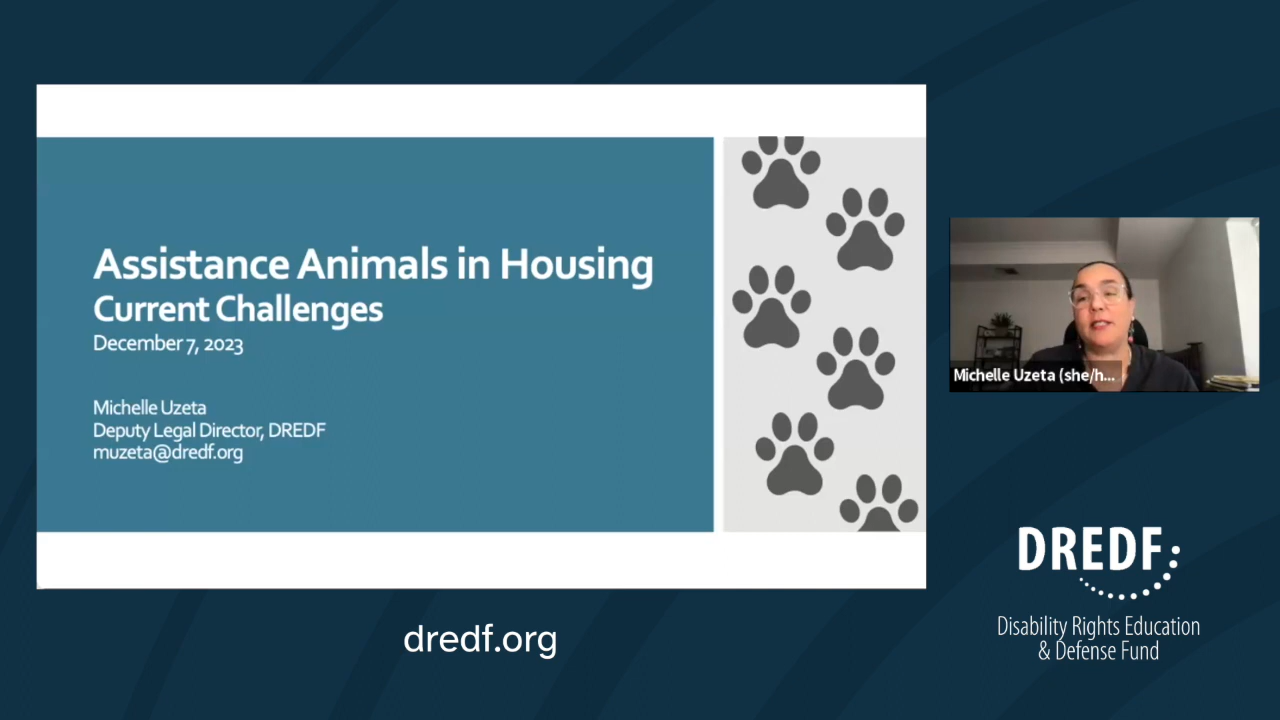 Assistance Animals in Housing
Current Challenges
December 7, 2023
Michelle Uzeta
Deputy Legal Director, DREDF
muzeta@dredf.org
Michelle Uzeta (she/h...
DREDF
Disability Rights Education
& Defense Fund
dredf.org